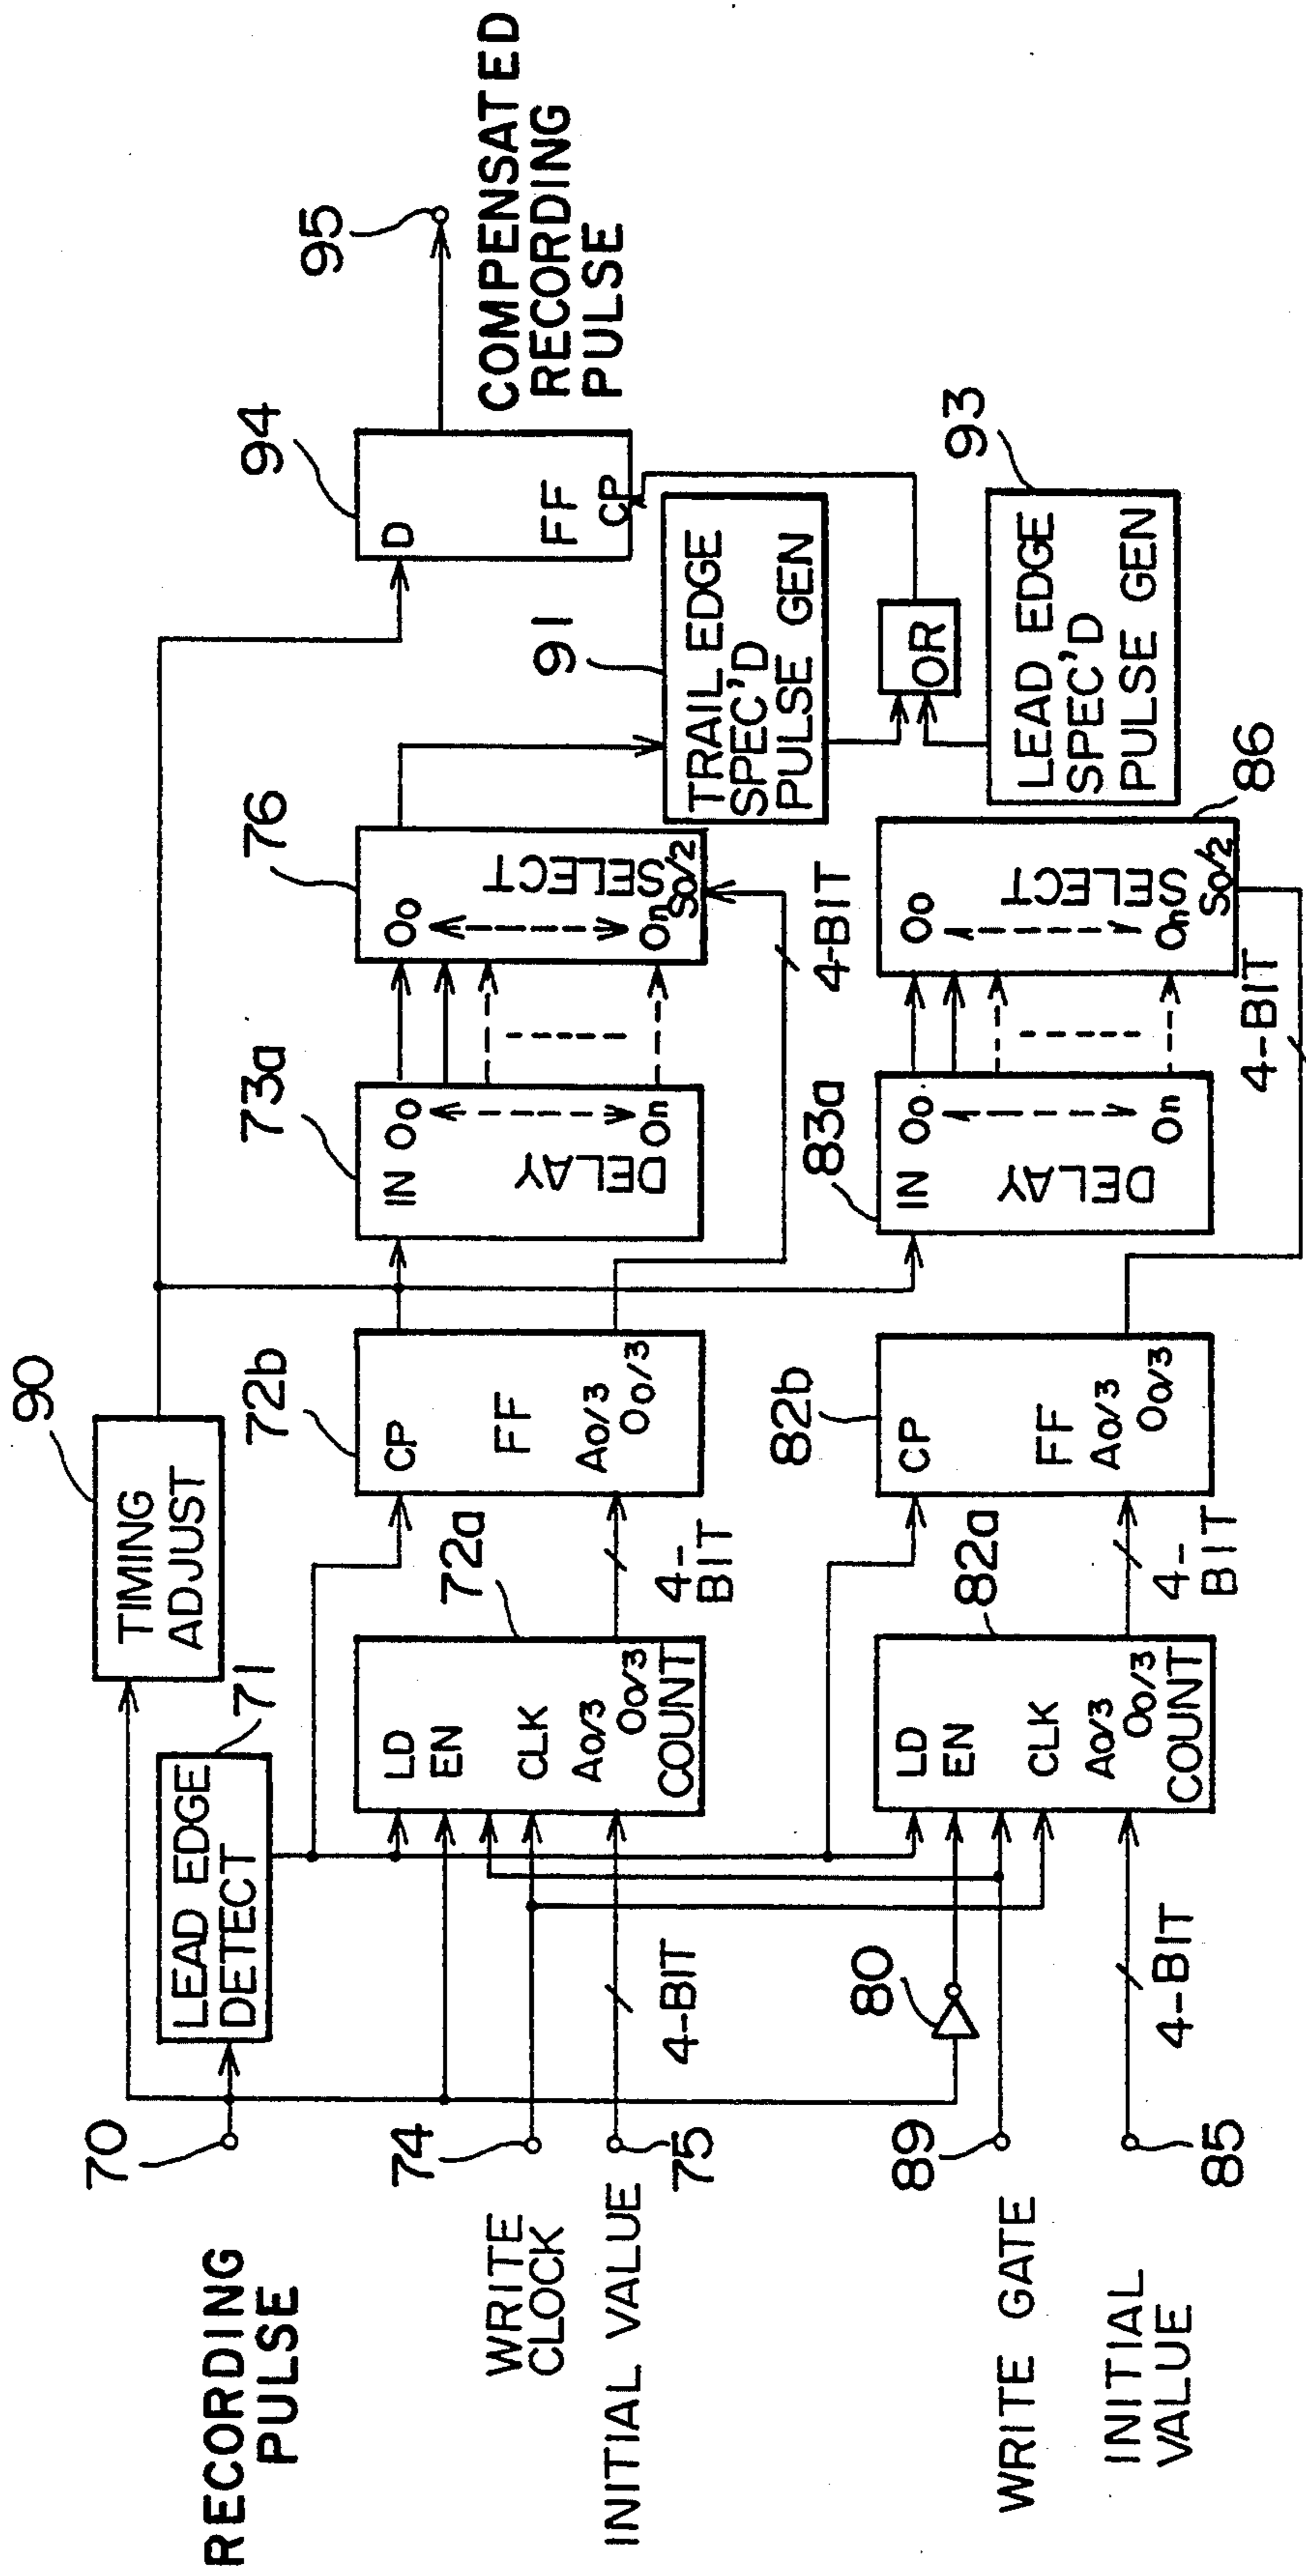 RECORDING
PULSE
70
LEAD EDGE
DETECT
71
TIMING
ADJUST
90
WRITE
CLOCK
74
INITIAL VALUE
75
4-BIT
LD
EN
CLK
A0/3
O0/3
COUNT
72a
4-
BIT
CP
FF
A0/3
O0/3
72b
IN
O0
On
DELAY
73a
O0
On
SELECT
S0/2
76
4-BIT
TRAIL EDGE
SPEC'D
PULSE GEN
91
D
FF
CP
94
95
COMPENSATED
RECORDING
PULSE
WRITE GATE
89
80
INITIAL
VALUE
85
4-BIT
LD
EN
CLK
A0/3
O0/3
COUNT
82a
4-
BIT
CP
FF
A0/3
O0/3
82b
IN
O0
On
DELAY
83a
4-BIT
O0
On
SELECT
S0/2
86
OR
LEAD EDGE
SPEC'D
PULSE GEN
93